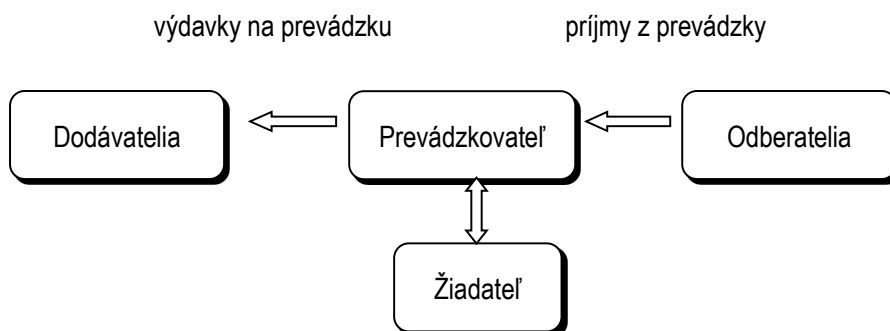 výdavky na prevádzku príjmy z prevádzky
Dodávatelia Prevádzkovateľ Odberatelia
Žiadateľ